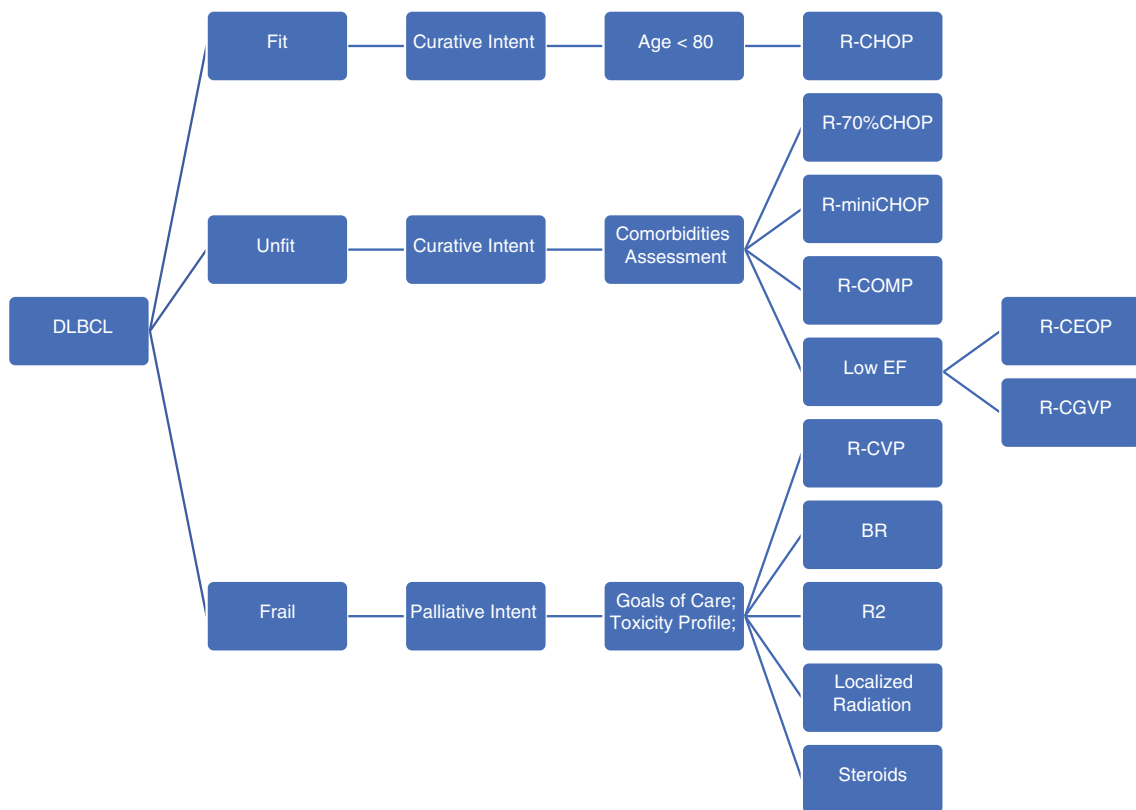 Fit
Curative Intent
Age < 80
R-CHOP
R-70%CHOP
R-miniCHOP
Unfit
Curative Intent
Comorbidities
Assessment
R-COMP
DLBCL
Low EF
R-CEOP
R-CGVP
R-CVP
BR
Frail
Palliative Intent
Goals of Care;
Toxicity Profile;
R2
Localized
Radiation
Steroids